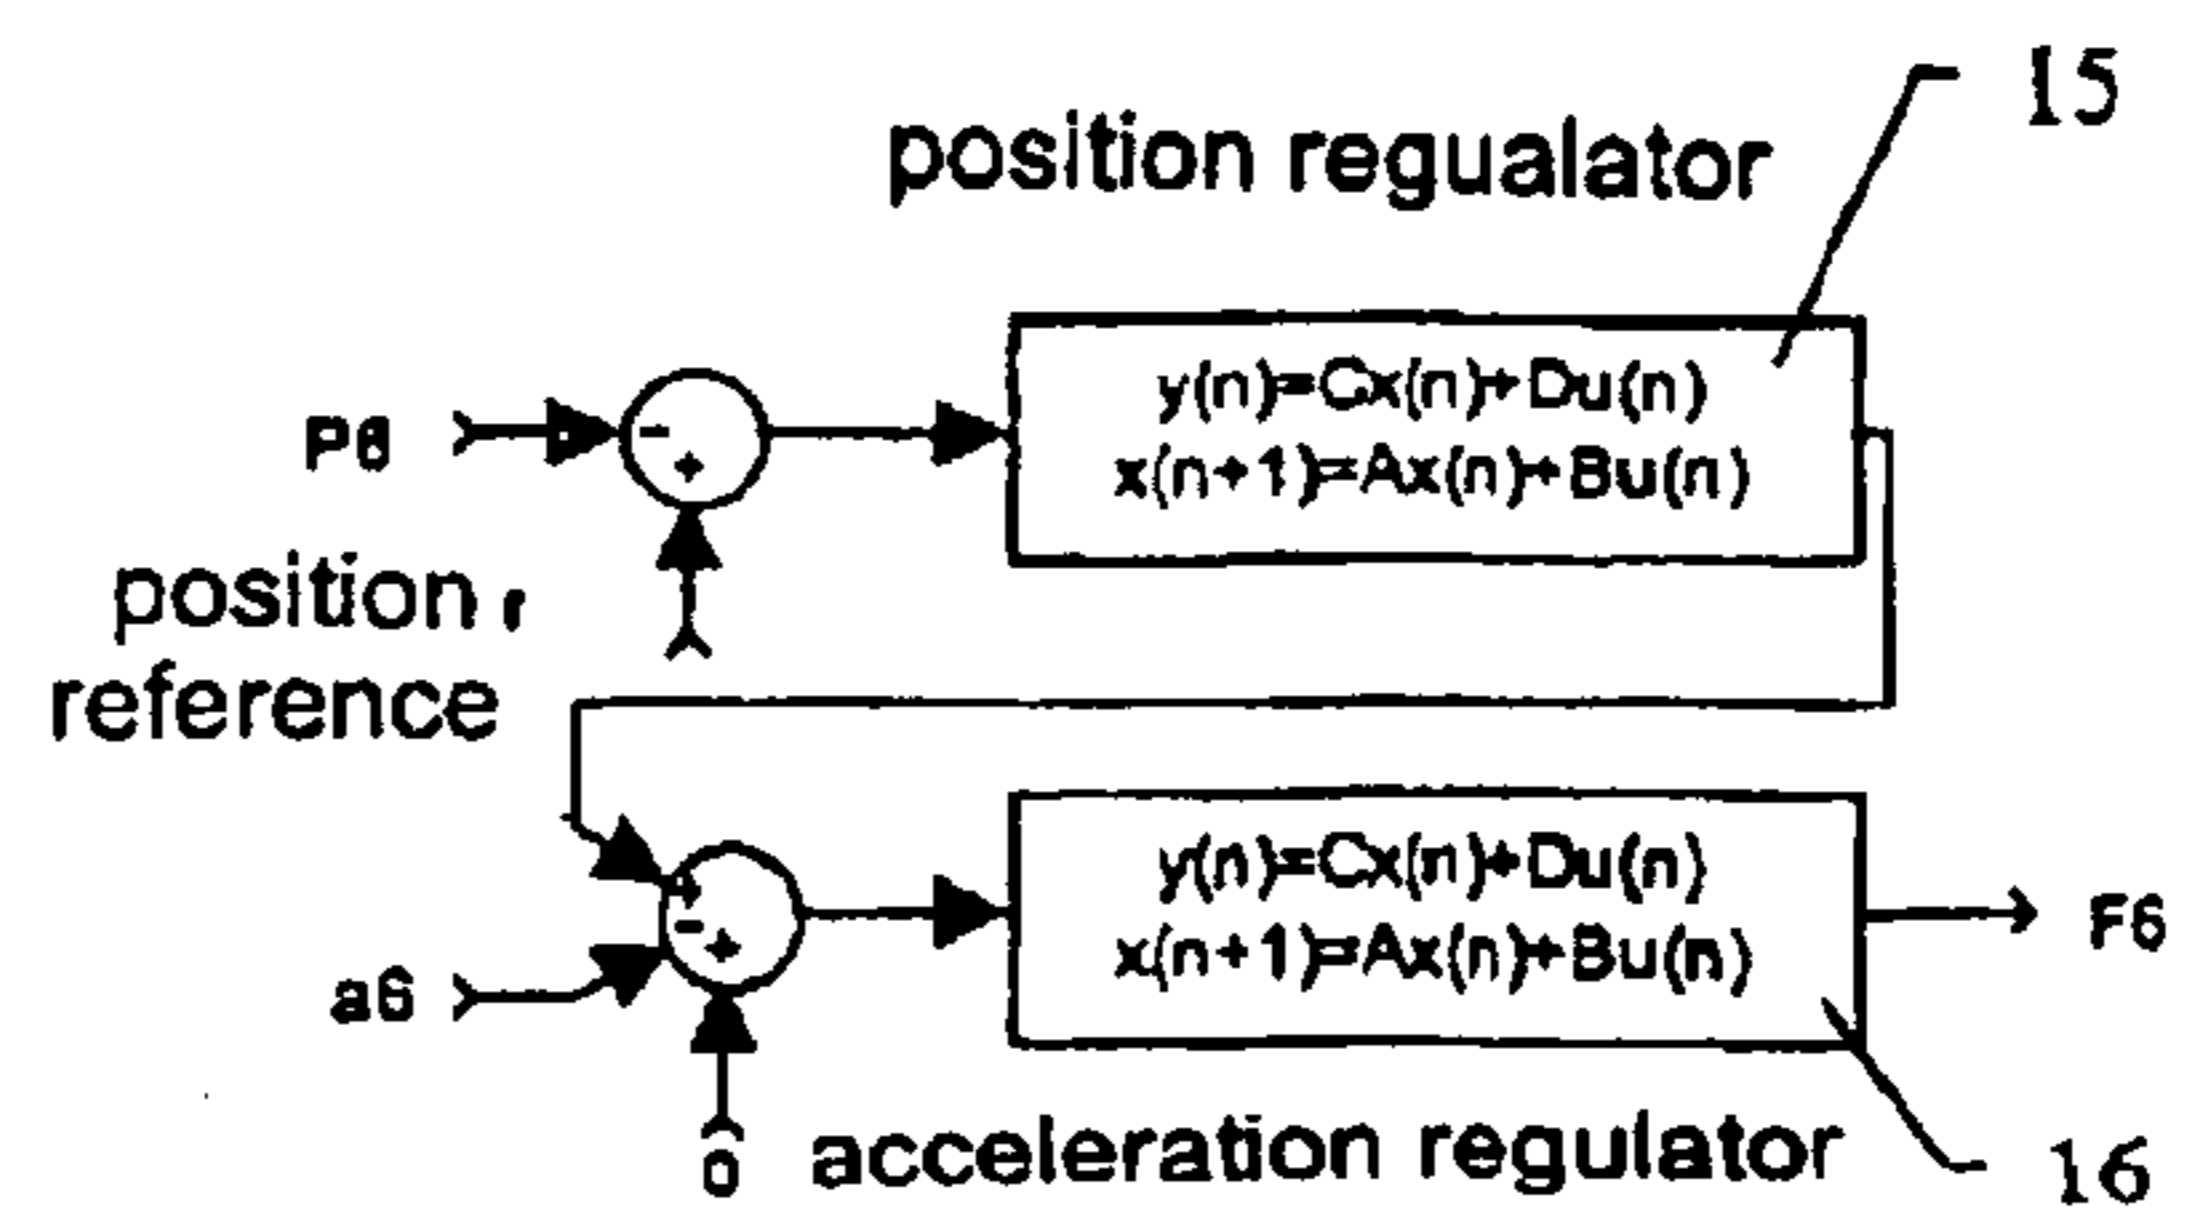 15
position regualator
y(n)=Cx(n)+Du(n)
x(n+1)=Ax(n)+Bu(n)
P6
-
+
position r
reference
y(n)=Cx(n)+Du(n)
x(n+1)=Ax(n)+Bu(n)
+
-
+
F6
a6
0
acceleration regulator
16